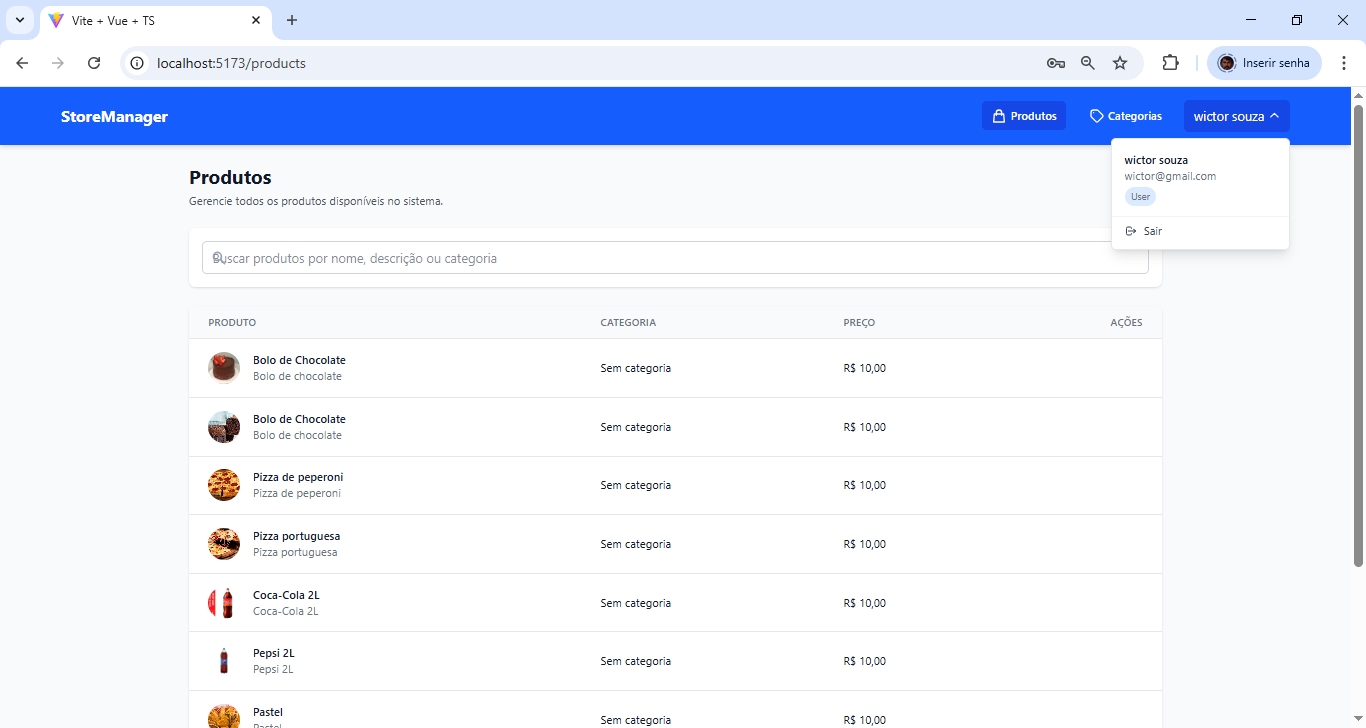 Vite + Vue + TS
localhost:5173/products
Inserir senha
StoreManager
Produtos
Categorias
wictor souza
wictor souza
wictor@gmail.com
User
Sair
Produtos
Gerencie todos os produtos disponíveis no sistema.
Buscar produtos por nome, descrição ou categoria
PRODUTO CATEGORIA PREÇO AÇÕES
Bolo de Chocolate
Bolo de chocolate
Sem categoria
R$ 10,00
Bolo de Chocolate
Bolo de chocolate
Sem categoria
R$ 10,00
Pizza de peperoni
Pizza de peperoni
Sem categoria
R$ 10,00
Pizza portuguesa
Pizza portuguesa
Sem categoria
R$ 10,00
Coca-Cola 2L
Coca-Cola 2L
Sem categoria
R$ 10,00
Pepsi 2L
Pepsi 2L
Sem categoria
R$ 10,00
Pastel
Pastel
Sem categoria
R$ 10,00